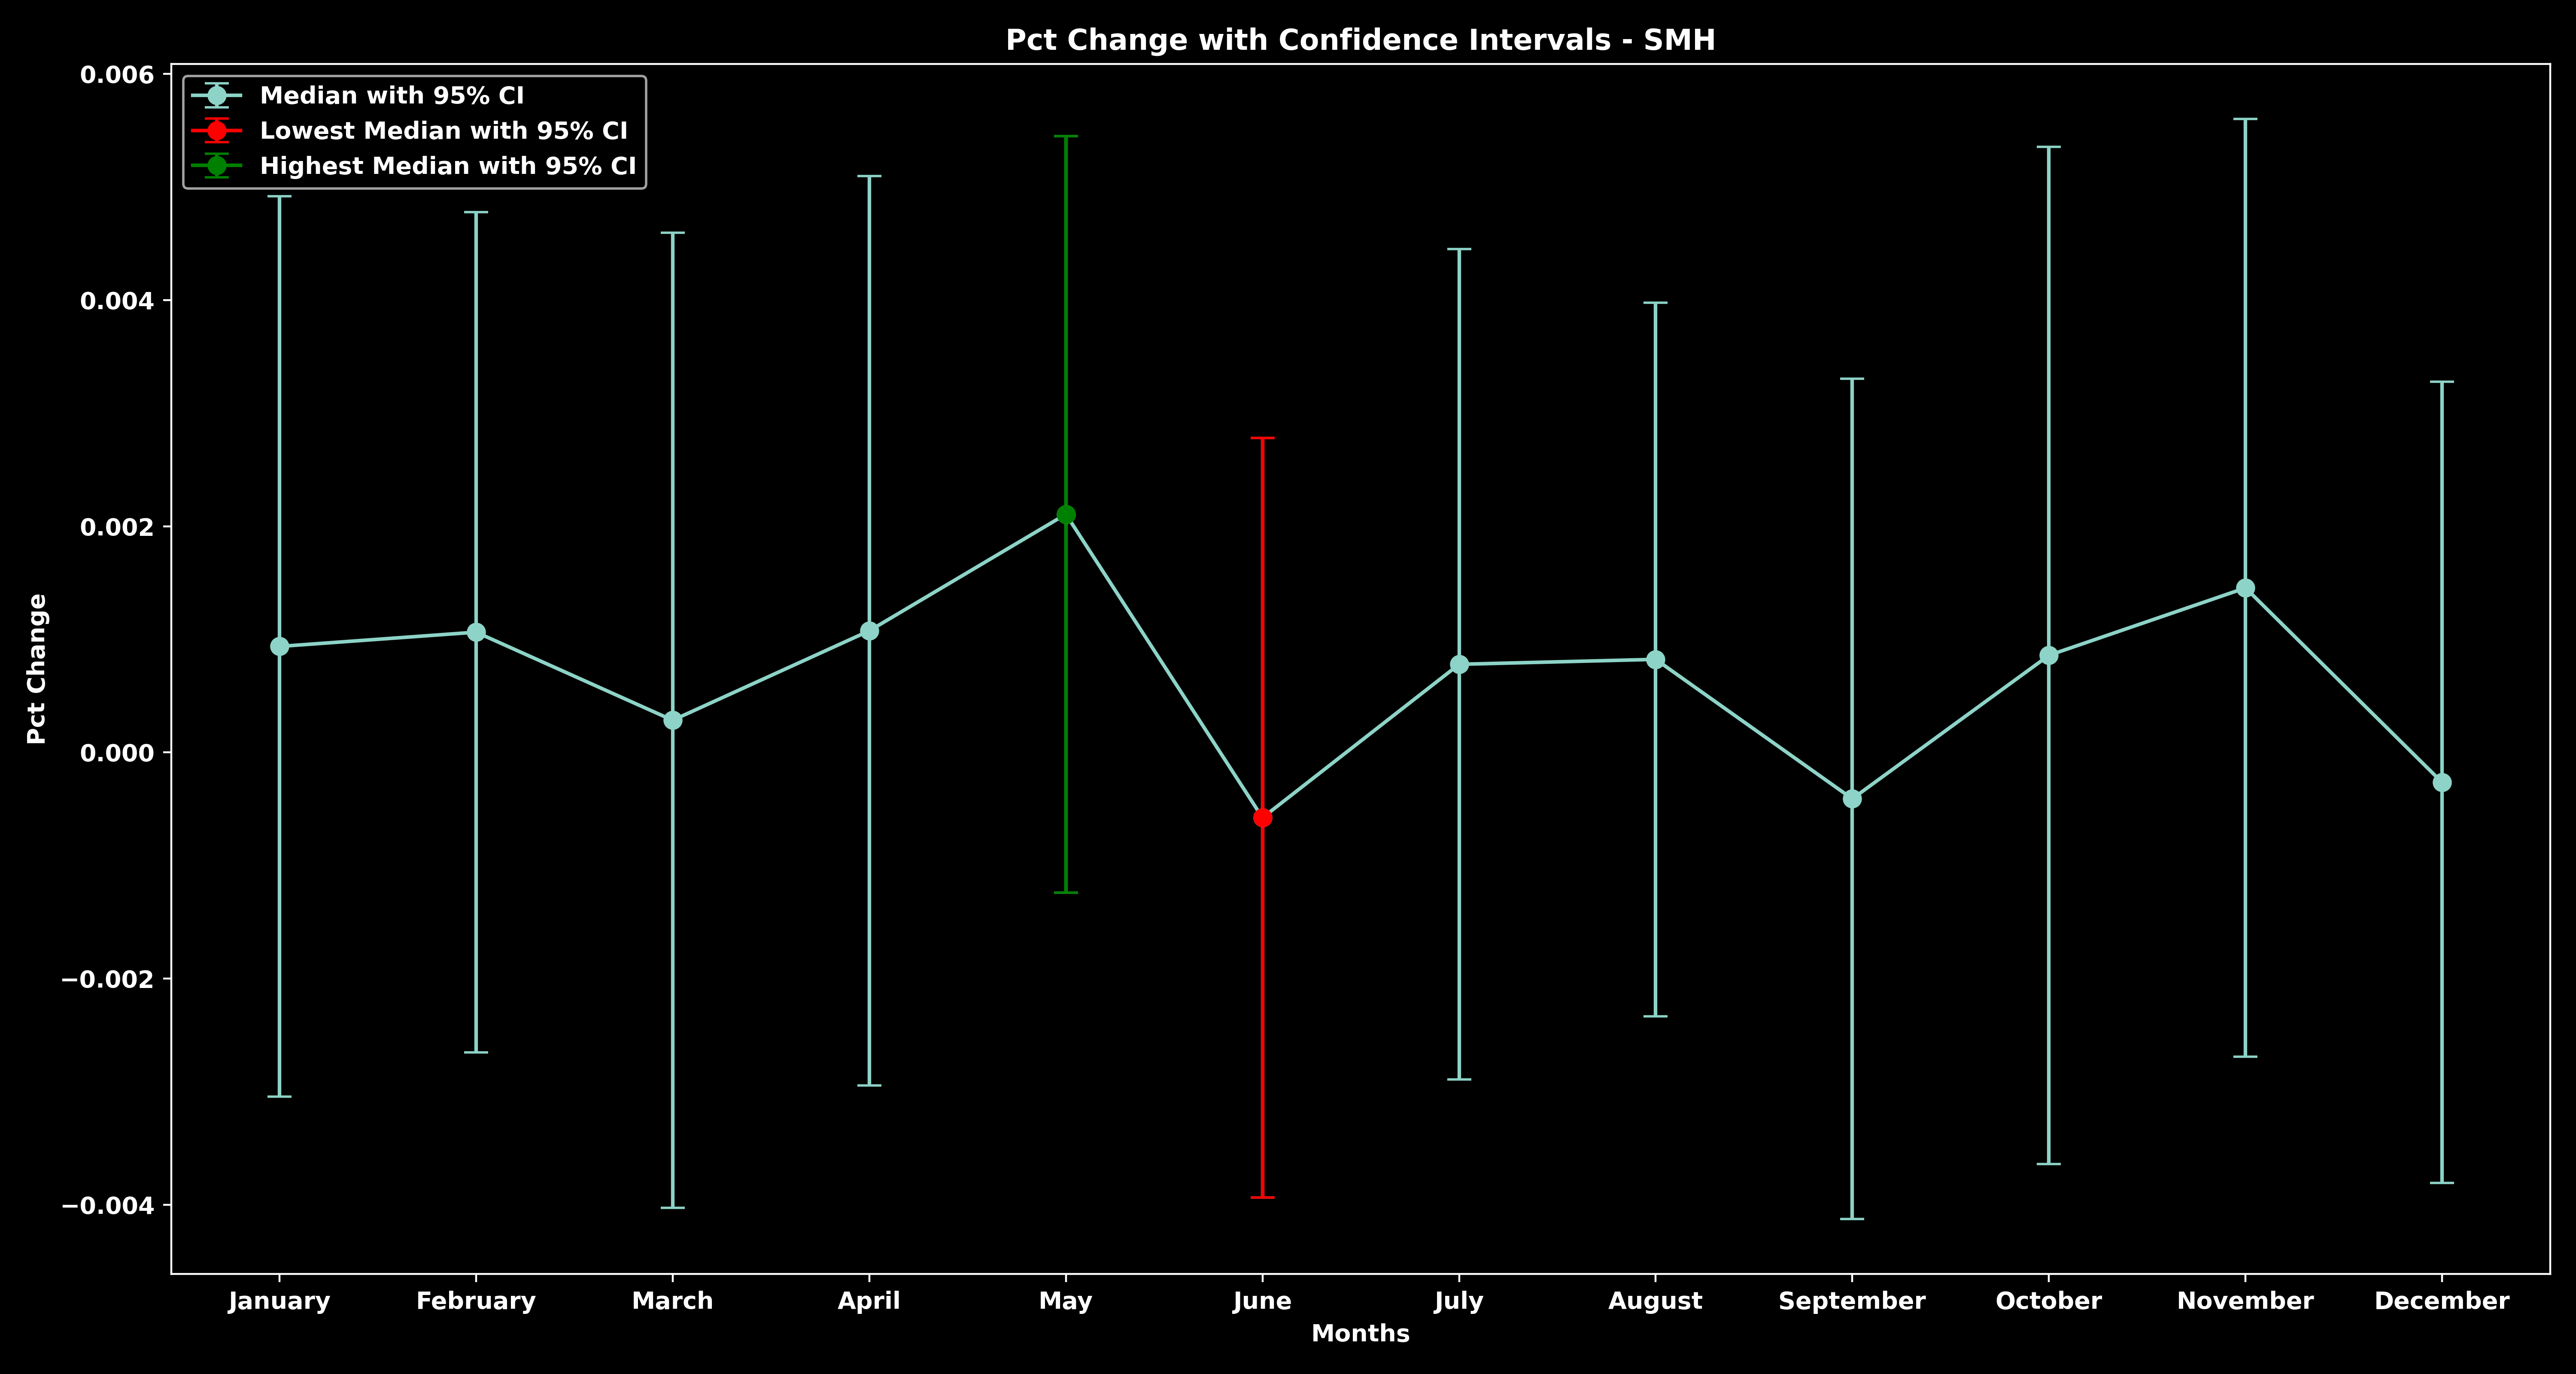 Pct Change with Confidence Intervals - SMH
Median with 95% CI
Lowest Median with 95% CI
Highest Median with 95% CI
Pct Change
0.006
0.004
0.002
0.000
−0.002
−0.004
January February March April May June July August September October November December
Months